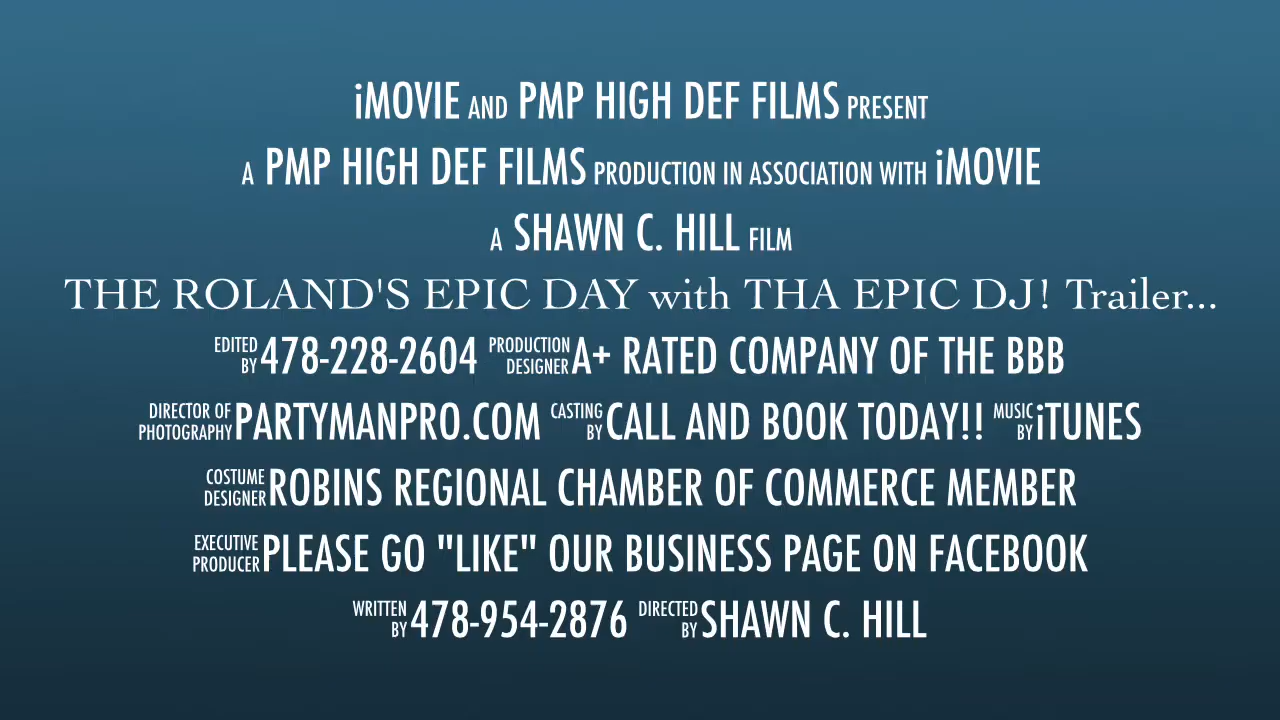 iMOVIE AND PMP HIGH DEF FILMS PRESENT
A PMP HIGH DEF FILMS PRODUCTION IN ASSOCIATION WITH iMOVIE
A SHAWN C. HILL FILM
THE ROLAND'S EPIC DAY with THA EPIC DJ! Trailer...
EDITED BY 478-228-2604 PRODUCTION DESIGNER A+ RATED COMPANY OF THE BBB
DIRECTOR OF PHOTOGRAPHY PARTYMANPRO.COM CASTING BY CALL AND BOOK TODAY!! MUSIC BY iTUNES
COSTUME DESIGNER ROBINS REGIONAL CHAMBER OF COMMERCE MEMBER
EXECUTIVE PRODUCER PLEASE GO "LIKE" OUR BUSINESS PAGE ON FACEBOOK
WRITTEN BY 478-954-2876 DIRECTED BY SHAWN C. HILL